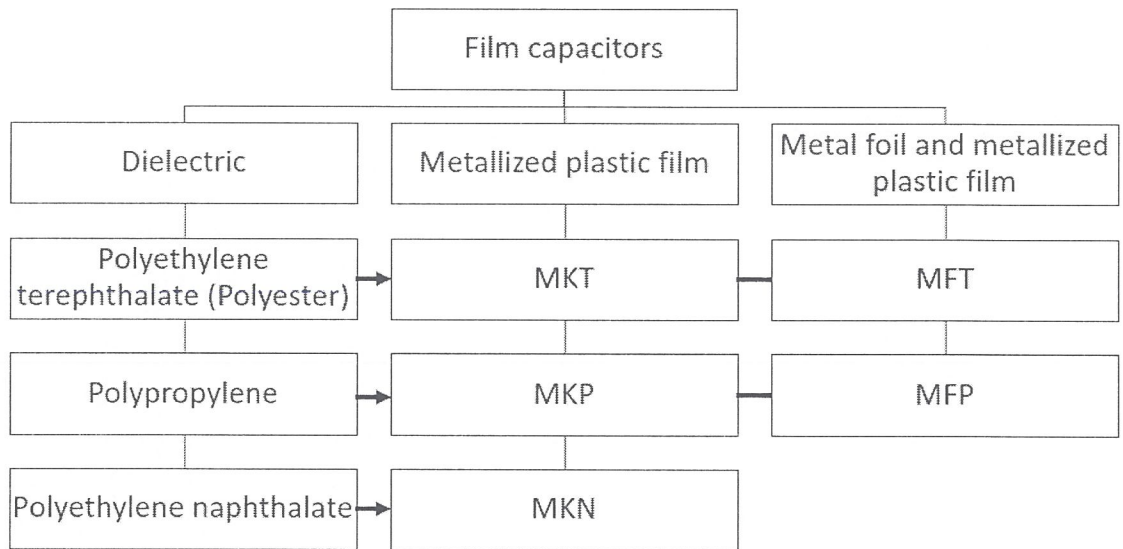 Film capacitors
Dielectric
Metallized plastic film
Metal foil and metallized
plastic film
Polyethylene
terephthalate (Polyester)
MKT
MFT
Polypropylene
MKP
MFP
Polyethylene naphthalate
MKN